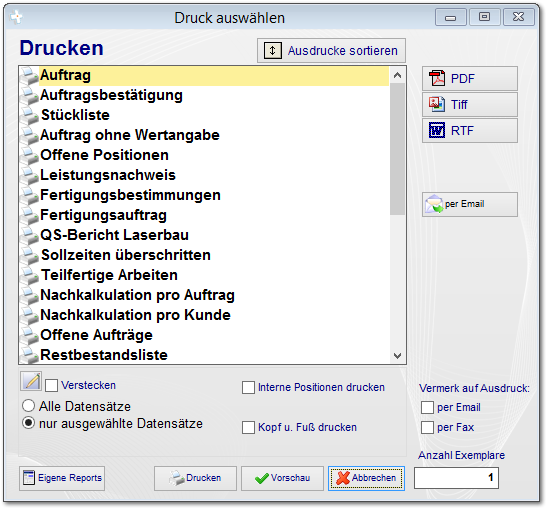 Druck auswählen
Drucken
Ausdrucke sortieren
Auftrag
Auftragsbestätigung
Stückliste
Auftrag ohne Wertangabe
Offene Positionen
Leistungsnachweis
Fertigungsbestimmungen
Fertigungsauftrag
QS-Bericht Laserbau
Sollzeiten überschritten
Teilfertige Arbeiten
Nachkalkulation pro Auftrag
Nachkalkulation pro Kunde
Offene Aufträge
Restbestandsliste
PDF
Tiff
RTF
per Email
Verstecken
Alle Datensätze
nur ausgewählte Datensätze
Interne Positionen drucken
Kopf u. Fuß drucken
Vermerk auf Ausdruck:
per Email
per Fax
Anzahl Exemplare
1
Eigene Reports
Drucken
Vorschau
Abbrechen